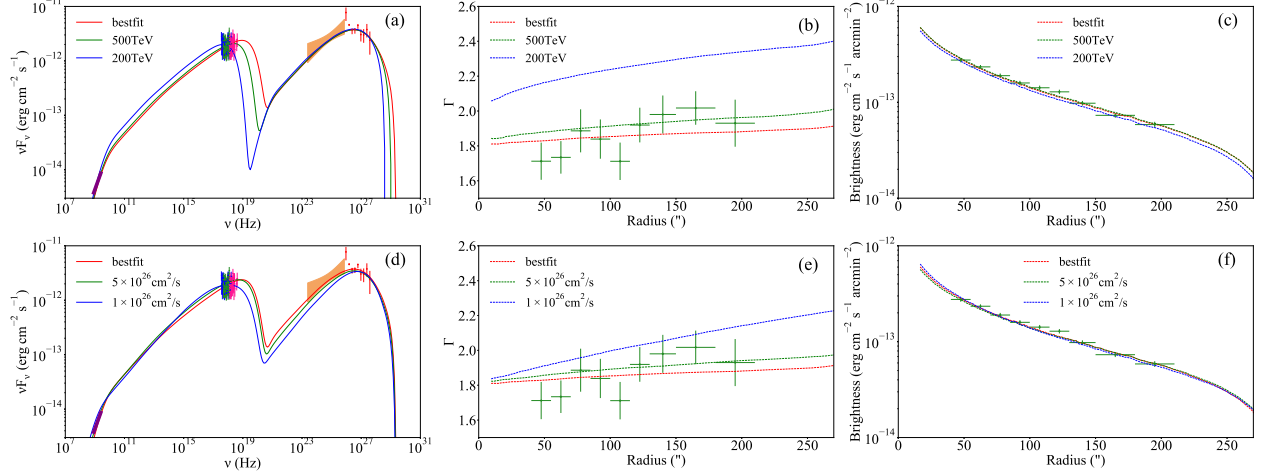 (a)
bestfit
500TeV
200TeV
νFν (erg cm⁻² s⁻¹)
10⁻¹¹
10⁻¹²
10⁻¹³
10⁻¹⁴
10⁷ 10¹¹ 10¹⁵ 10¹⁹ 10²³ 10²⁷ 10³¹
ν (Hz)
(b)
bestfit
500TeV
200TeV
Γ
2.6
2.4
2.2
2.0
1.8
1.6
0 50 100 150 200 250
Radius (")
(c)
bestfit
500TeV
200TeV
Brightness (erg cm⁻² s⁻¹ arcmin⁻²)
10⁻¹²
10⁻¹³
10⁻¹⁴
0 50 100 150 200 250
Radius (")
(d)
bestfit
5×10²⁶cm²/s
1×10²⁶cm²/s
νFν (erg cm⁻² s⁻¹)
10⁻¹¹
10⁻¹²
10⁻¹³
10⁻¹⁴
10⁷ 10¹¹ 10¹⁵ 10¹⁹ 10²³ 10²⁷ 10³¹
ν (Hz)
(e)
bestfit
5×10²⁶cm²/s
1×10²⁶cm²/s
Γ
2.6
2.4
2.2
2.0
1.8
1.6
0 50 100 150 200 250
Radius (")
(f)
bestfit
5×10²⁶cm²/s
1×10²⁶cm²/s
Brightness (erg cm⁻² s⁻¹ arcmin⁻²)
10⁻¹²
10⁻¹³
10⁻¹⁴
0 50 100 150 200 250
Radius (")